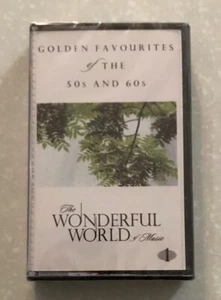 GOLDEN FAVOURITES
of THE
50S AND 60S
The
WONDERFUL
WORLD of Music
1